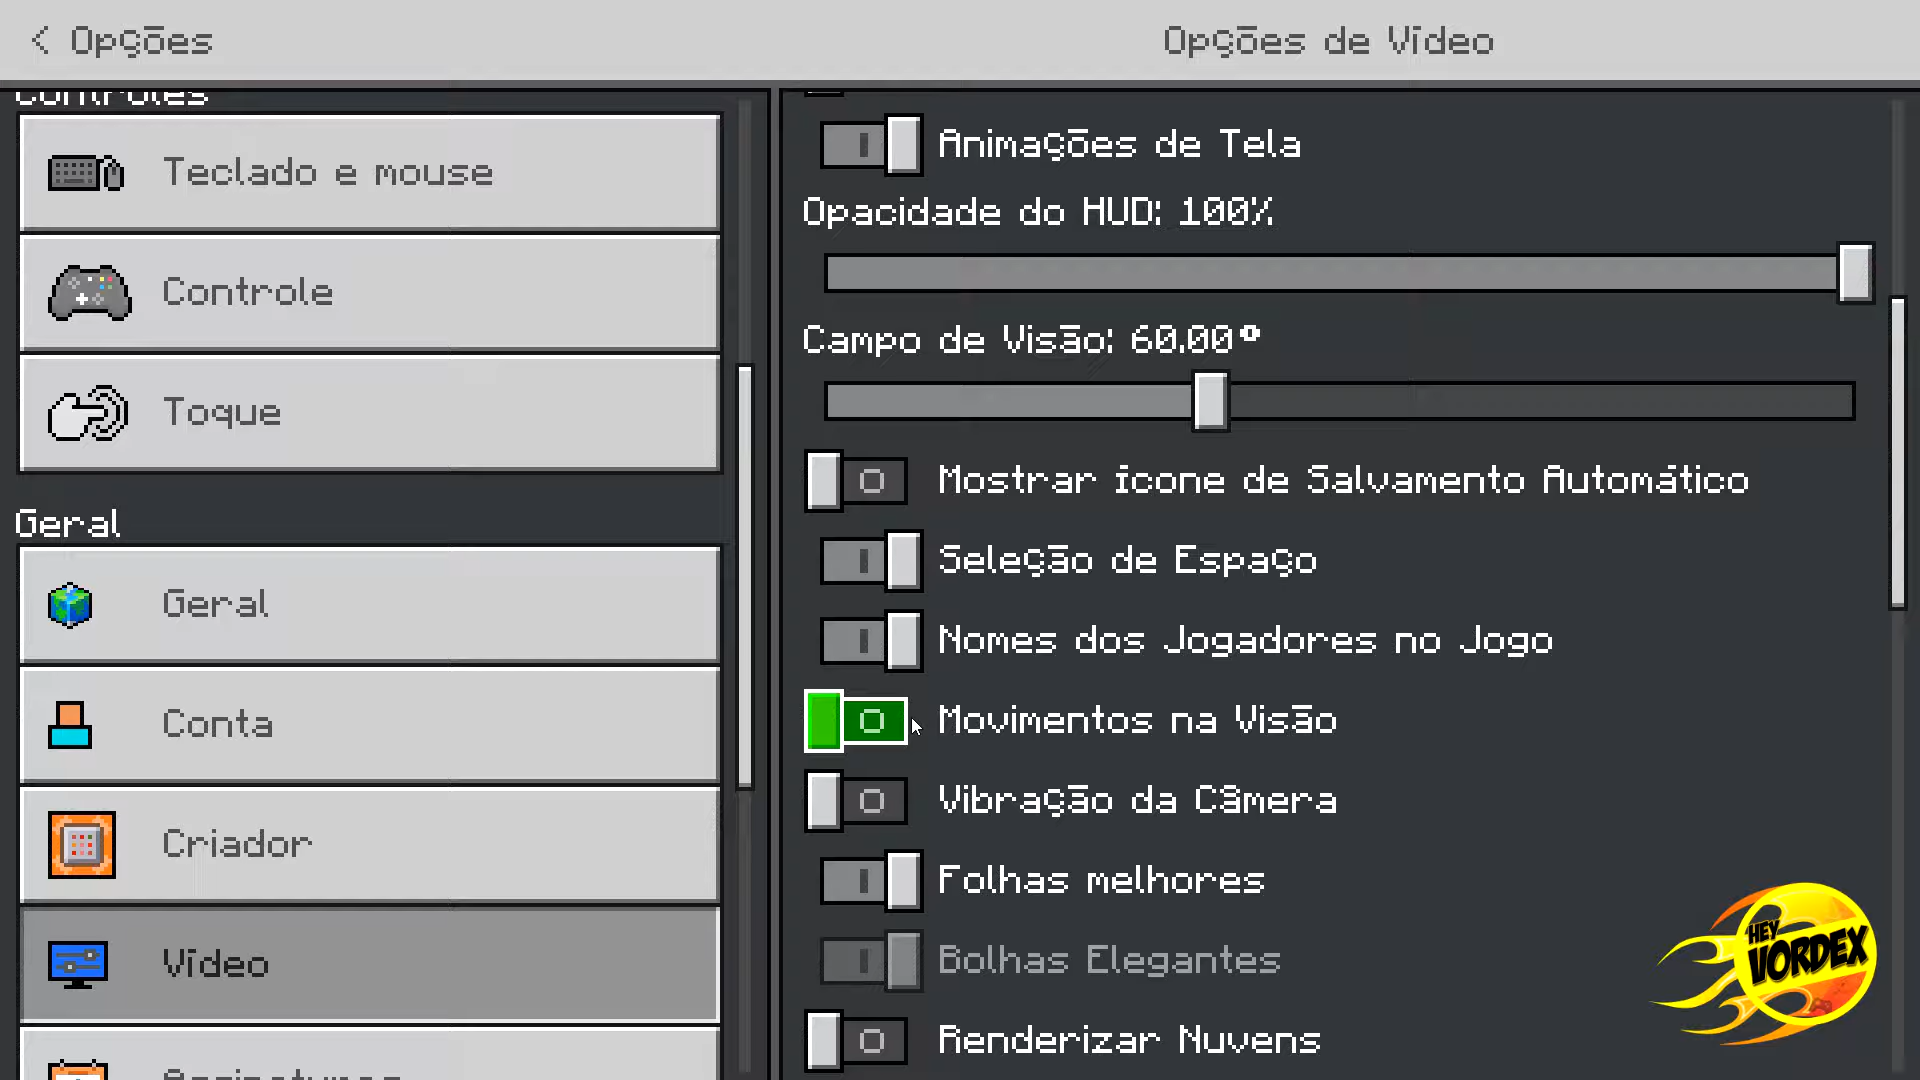 Opções
Opções de Vídeo
Controles
Teclado e mouse
Controle
Toque
Geral
Geral
Conta
Criador
Vídeo
Animações de Tela
Opacidade do HUD: 100%
Campo de Visão: 60.00°
Mostrar ícone de Salvamento Automático
Seleção de Espaço
Nomes dos Jogadores no Jogo
Movimentos na Visão
Vibração da Câmera
Folhas melhores
Bolhas Elegantes
Renderizar Nuvens
HEY
VORDEX